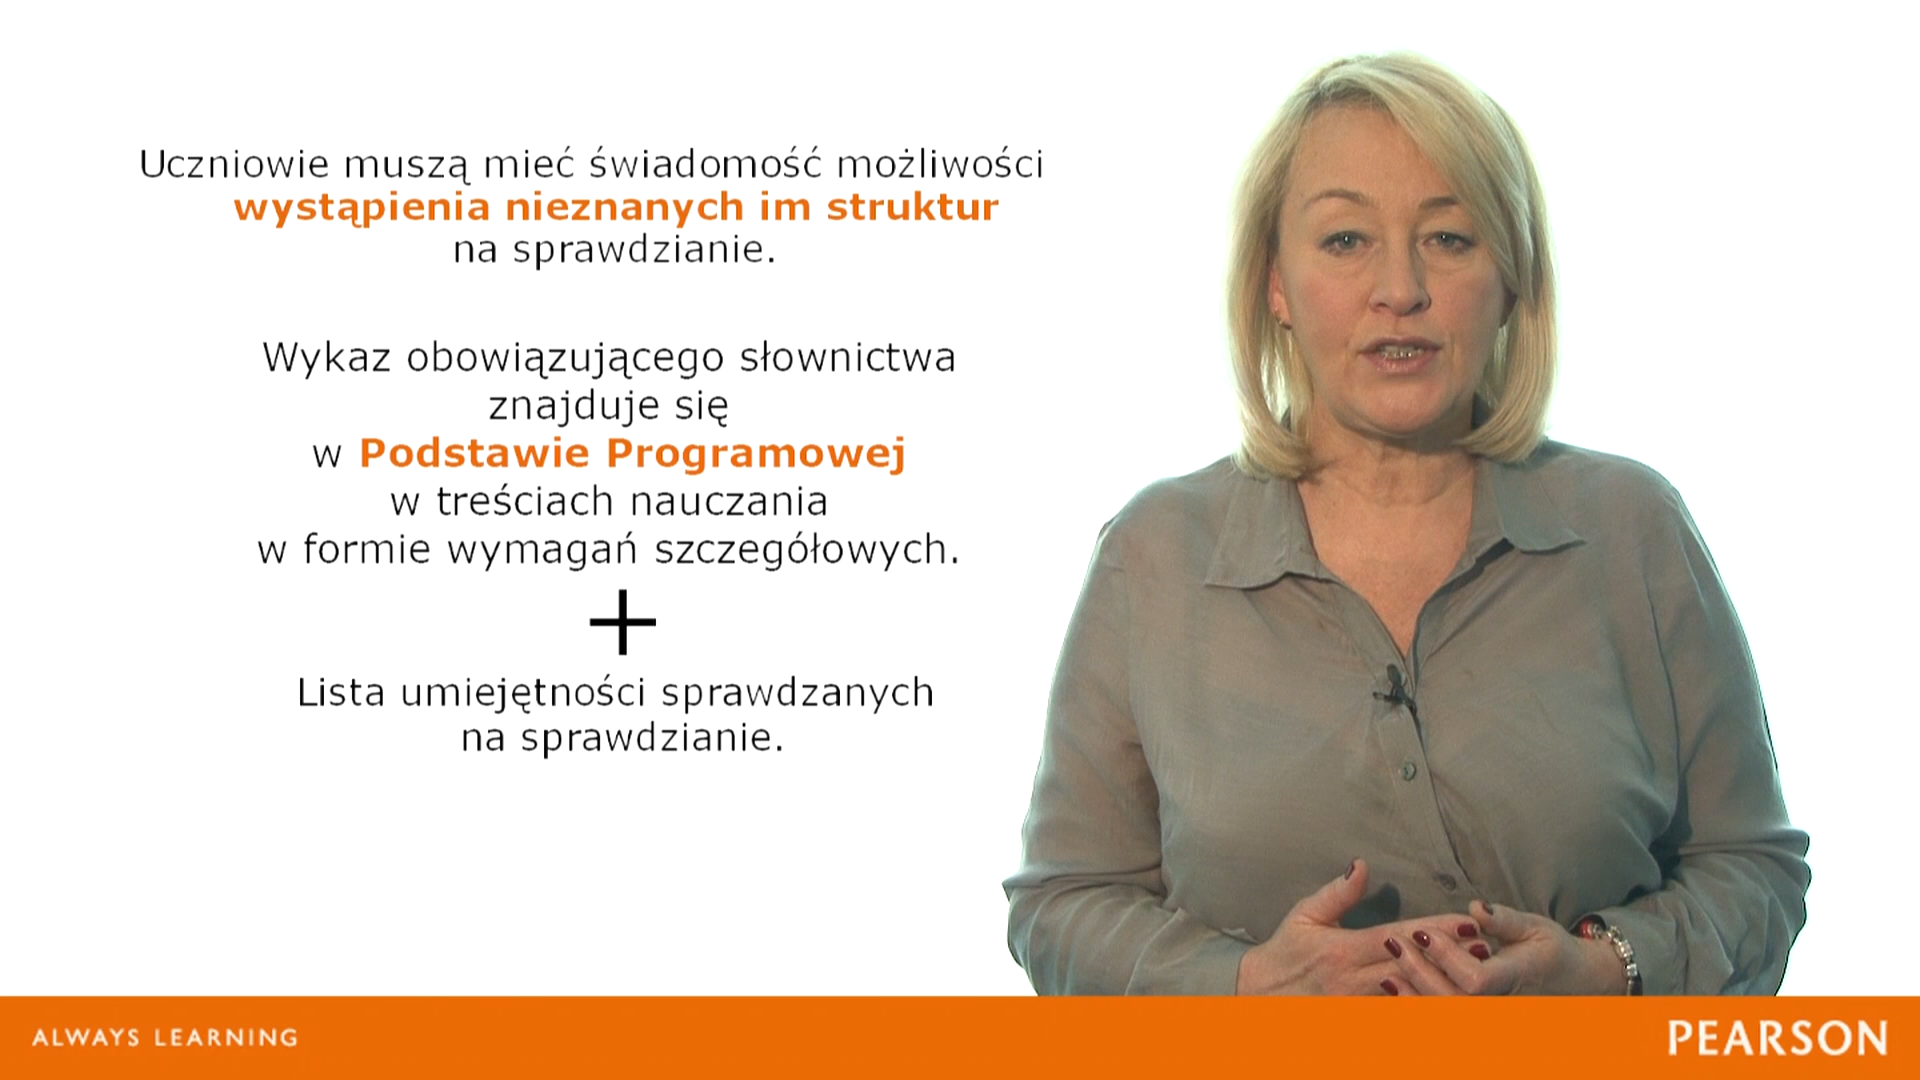 Uczniowie muszą mieć świadomość możliwości
wystąpienia nieznanych im struktur
na sprawdzianie.
Wykaz obowiązującego słownictwa
znajduje się
w Podstawie Programowej
w treściach nauczania
w formie wymagań szczegółowych.
+
Lista umiejętności sprawdzanych
na sprawdzianie.
ALWAYS LEARNING
PEARSON